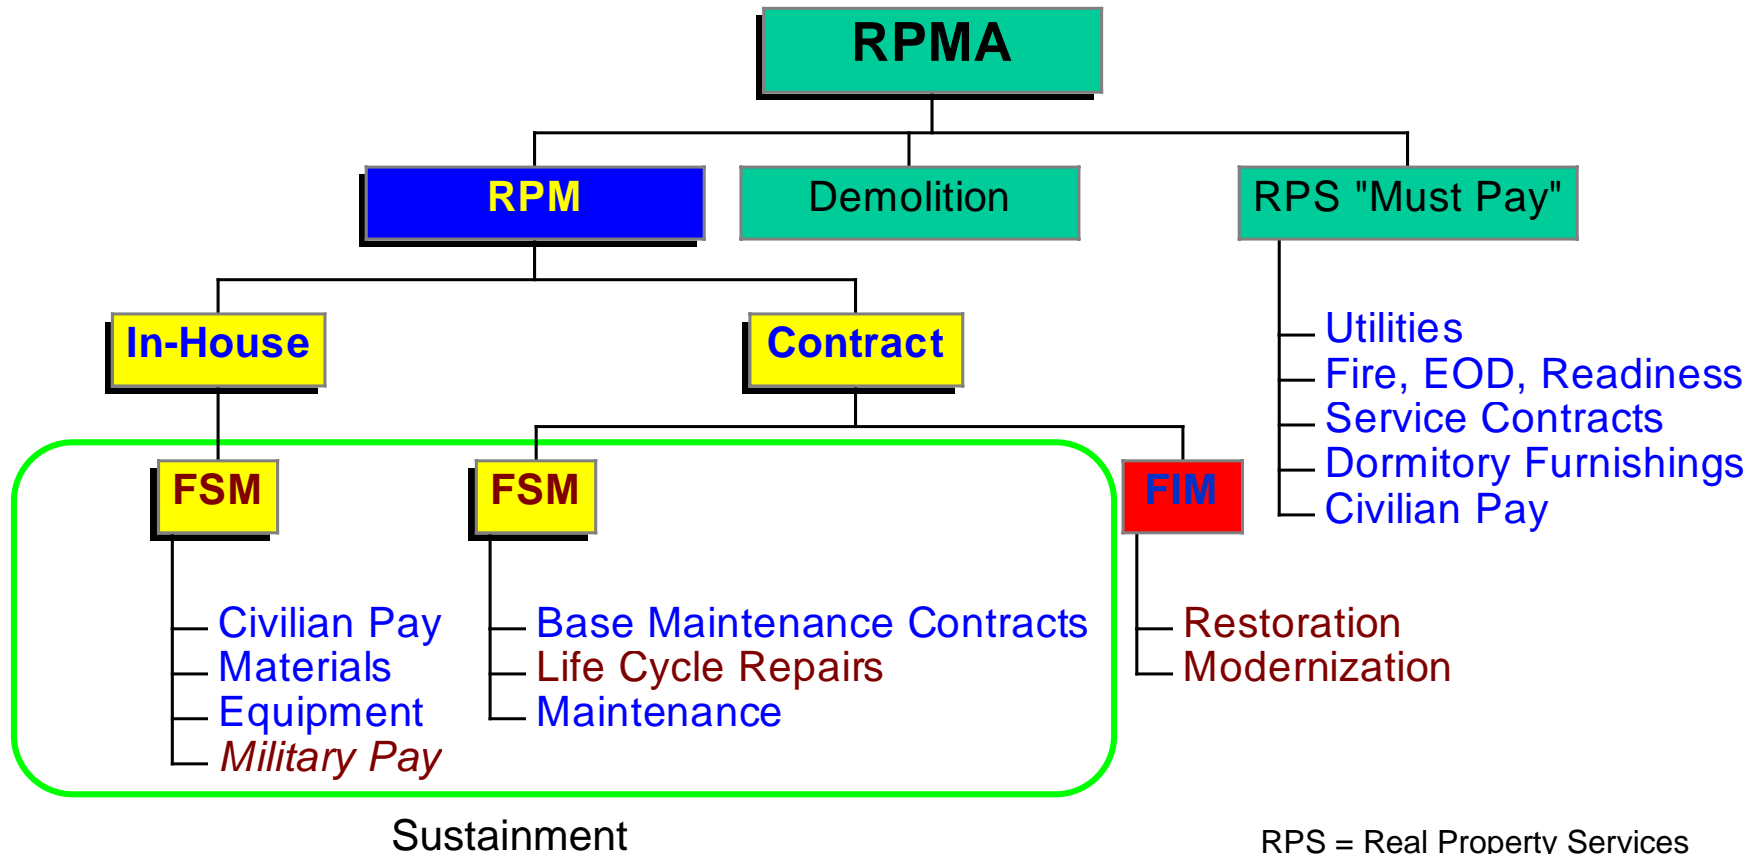 RPMA
RPM
Demolition
RPS "Must Pay"
In-House
Contract
Utilities
Fire, EOD, Readiness
Service Contracts
Dormitory Furnishings
Civilian Pay
FSM
FSM
FIM
Civilian Pay
Materials
Equipment
Military Pay
Base Maintenance Contracts
Life Cycle Repairs
Maintenance
Restoration
Modernization
Sustainment
RPS = Real Property Services